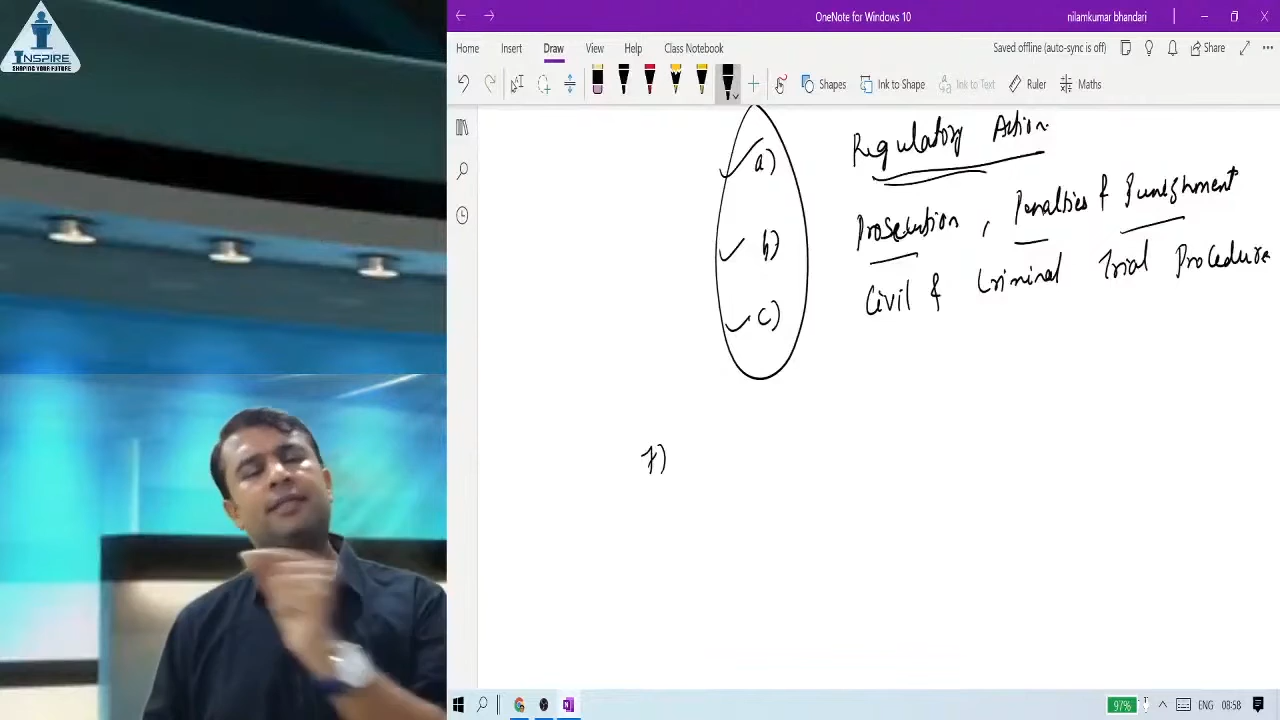 INSPIRE
SHAPING YOUR FUTURE
OneNote for Windows 10
nilamkumar bhandari
Home Insert Draw View Help Class Notebook
Saved offline (auto-sync is off)
Share
Shapes Ink to Shape Ink to Text Ruler Maths
a) Regulatory Action.
b) Prosecution, Penalties & Punishment
c) Civil & Criminal Trial Procedure
7)
97% ENG 08:58